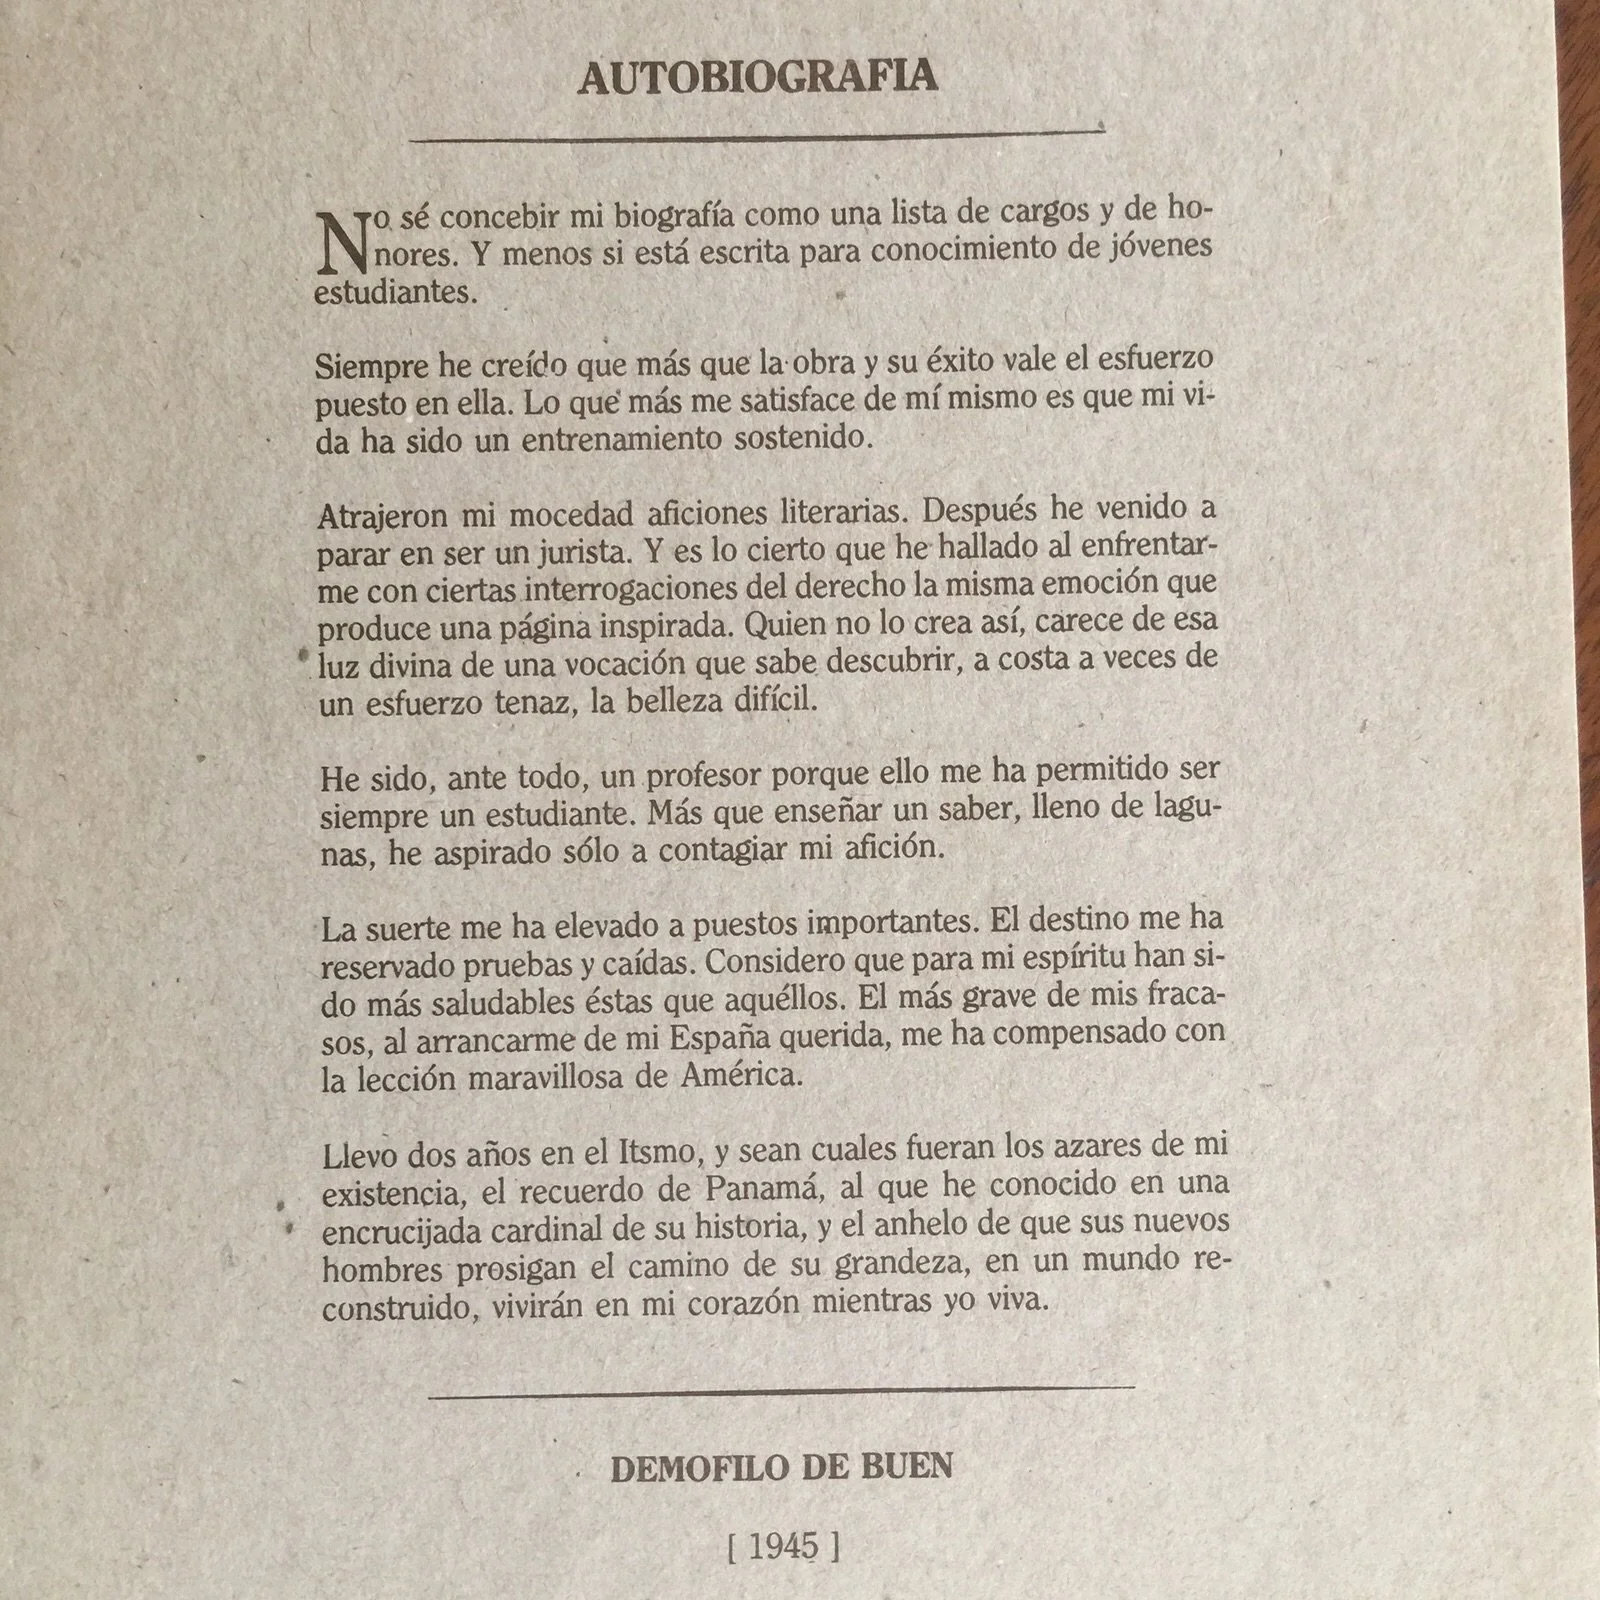 AUTOBIOGRAFIA
No sé concebir mi biografía como una lista de cargos y de ho-
nores. Y menos si está escrita para conocimiento de jóvenes
estudiantes.
Siempre he creído que más que la obra y su éxito vale el esfuerzo
puesto en ella. Lo que más me satisface de mí mismo es que mi vi-
da ha sido un entrenamiento sostenido.
Atrajeron mi mocedad aficiones literarias. Después he venido a
parar en ser un jurista. Y es lo cierto que he hallado al enfrentar-
me con ciertas interrogaciones del derecho la misma emoción que
produce una página inspirada. Quien no lo crea así, carece de esa
luz divina de una vocación que sabe descubrir, a costa a veces de
un esfuerzo tenaz, la belleza difícil.
He sido, ante todo, un profesor porque ello me ha permitido ser
siempre un estudiante. Más que enseñar un saber, lleno de lagu-
nas, he aspirado sólo a contagiar mi afición.
La suerte me ha elevado a puestos importantes. El destino me ha
reservado pruebas y caídas. Considero que para mi espíritu han si-
do más saludables éstas que aquéllos. El más grave de mis fraca-
sos, al arrancarme de mi España querida, me ha compensado con
la lección maravillosa de América.
Llevo dos años en el Itsmo, y sean cuales fueran los azares de mi
existencia, el recuerdo de Panamá, al que he conocido en una
encrucijada cardinal de su historia, y el anhelo de que sus nuevos
hombres prosigan el camino de su grandeza, en un mundo re-
construido, vivirán en mi corazón mientras yo viva.
DEMOFILO DE BUEN
[ 1945 ]